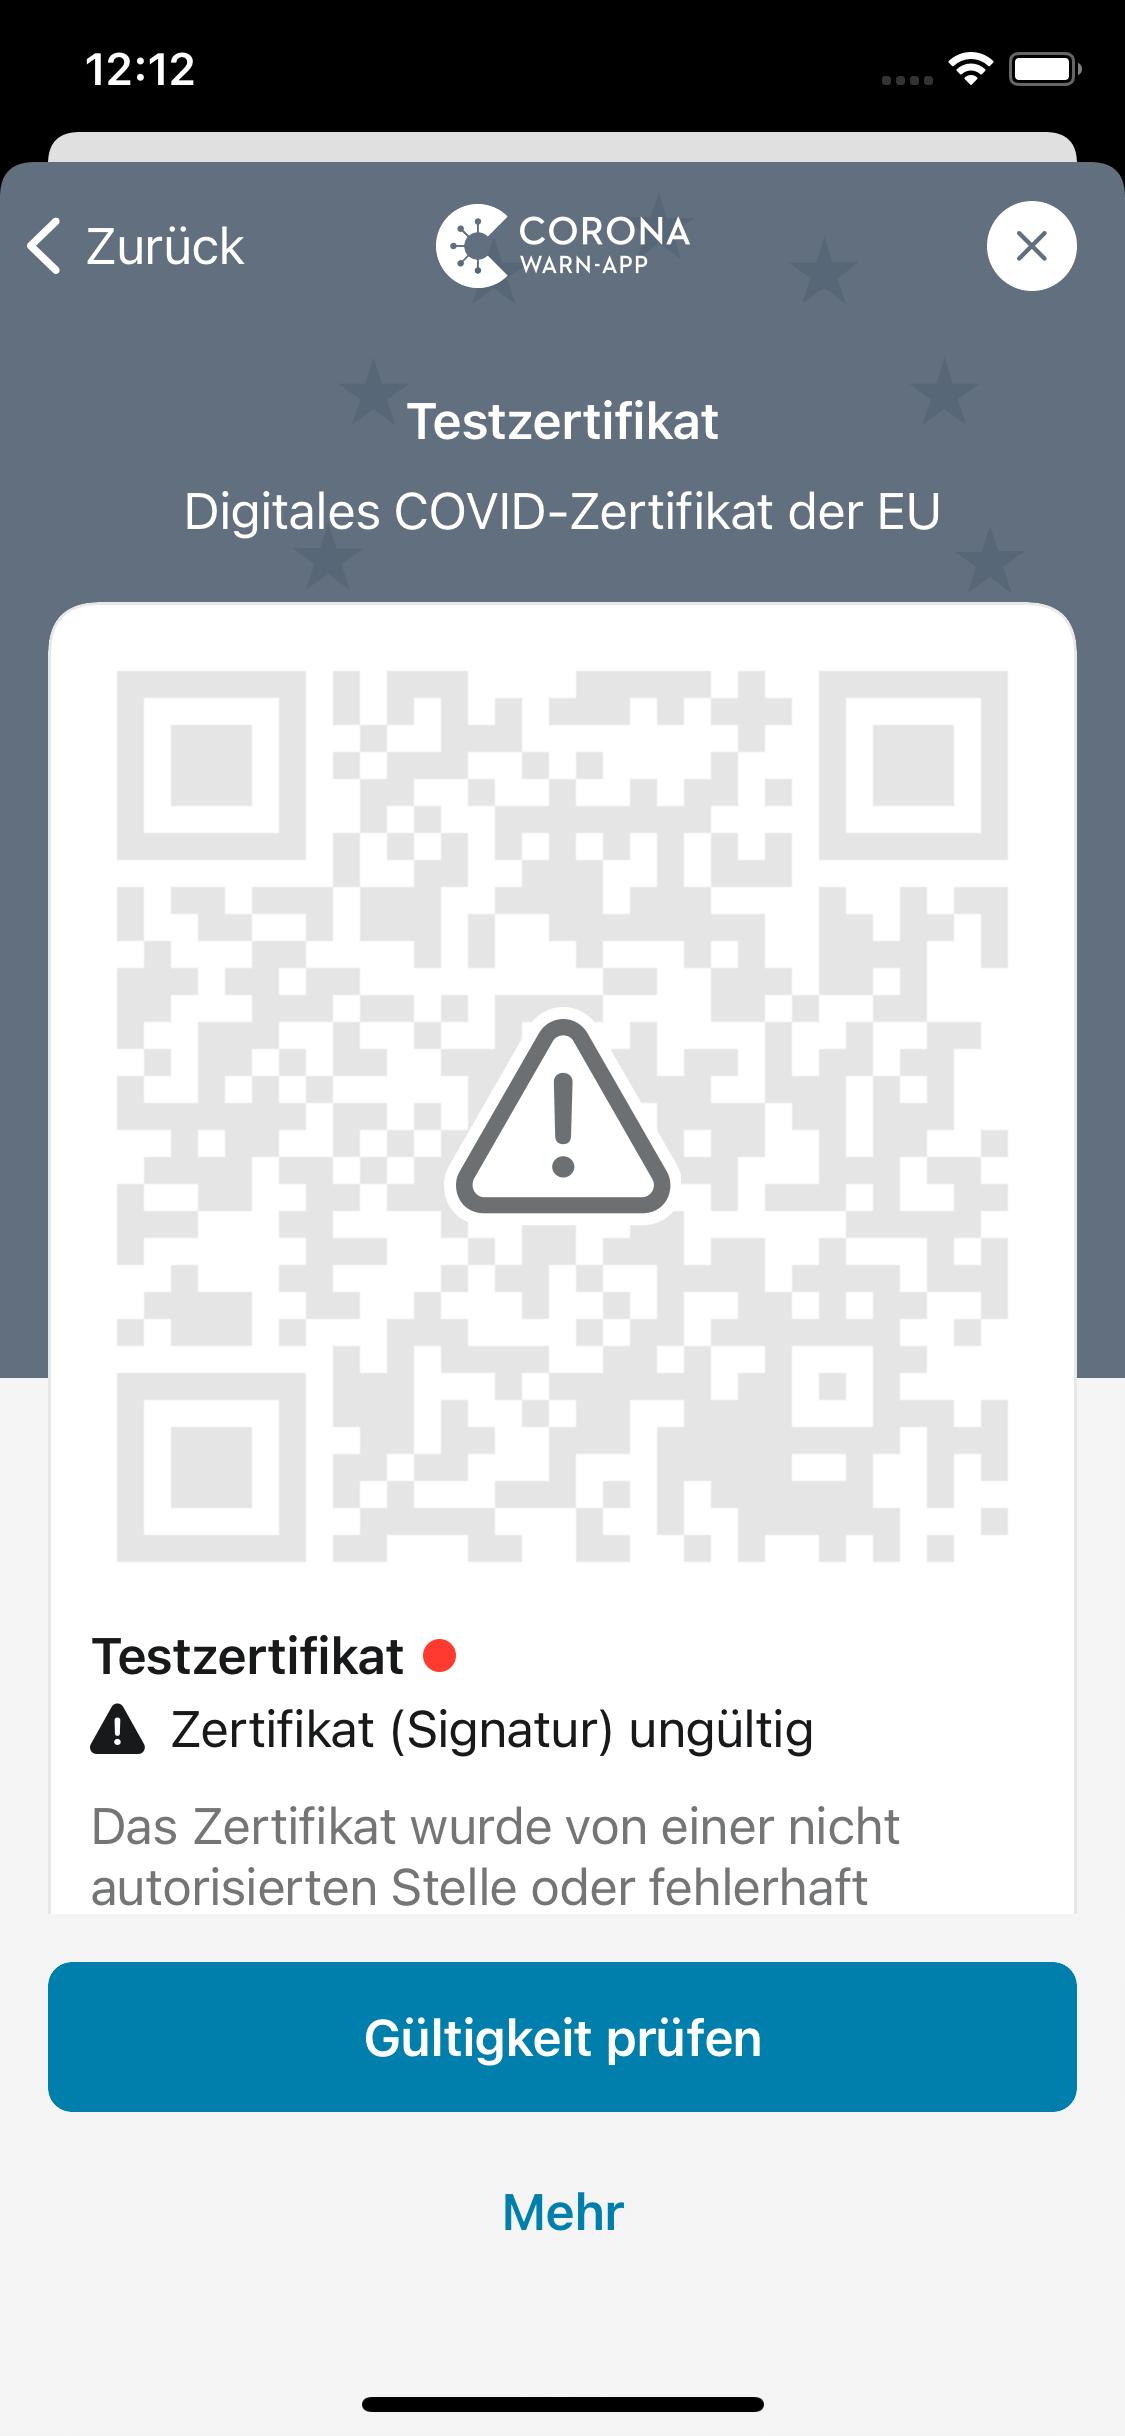 12:12
Zurück
CORONA
WARN-APP
Testzertifikat
Digitales COVID-Zertifikat der EU
Testzertifikat
Zertifikat (Signatur) ungültig
Das Zertifikat wurde von einer nicht
autorisierten Stelle oder fehlerhaft
Gültigkeit prüfen
Mehr